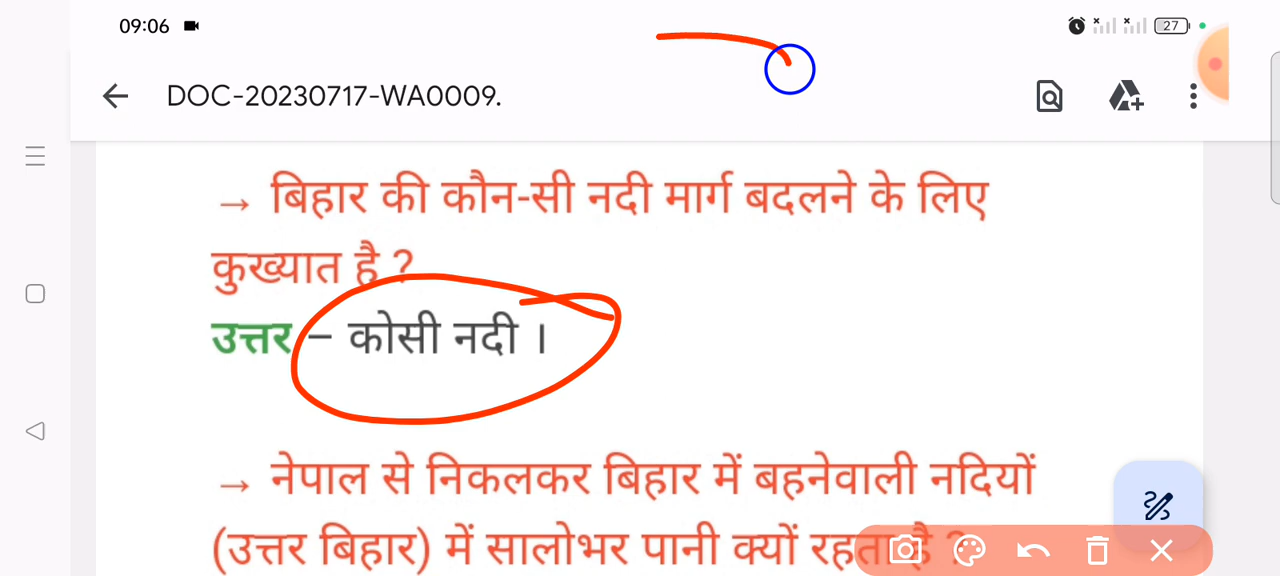 09:06
27
DOC-20230717-WA0009.
→ बिहार की कौन-सी नदी मार्ग बदलने के लिए
कुख्यात है ?
उत्तर – कोसी नदी ।
→ नेपाल से निकलकर बिहार में बहनेवाली नदियों
(उत्तर बिहार) में सालोभर पानी क्यों रहता है ?